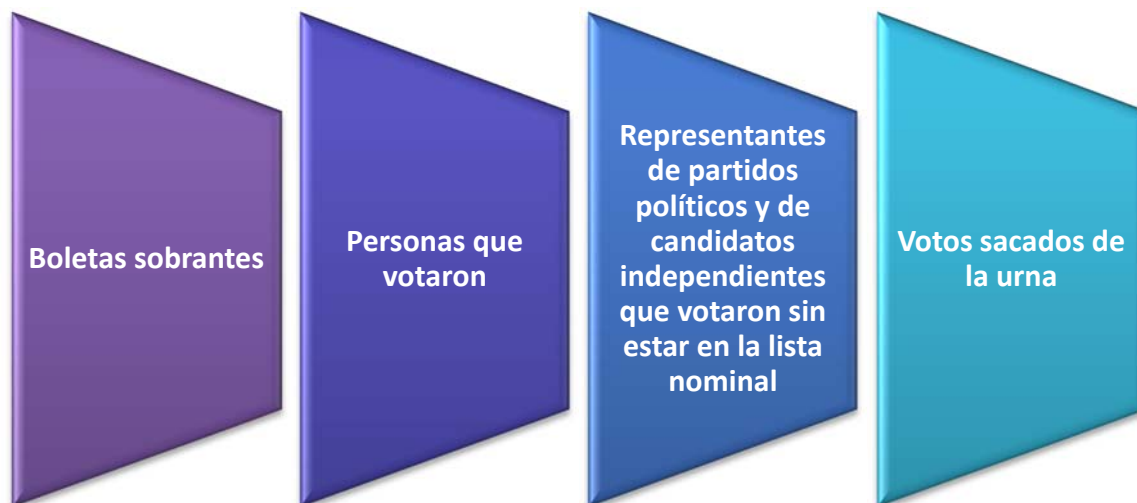 Boletas sobrantes
Personas que
votaron
Representantes
de partidos
políticos y de
candidatos
independientes
que votaron sin
estar en la lista
nominal
Votos sacados de
la urna